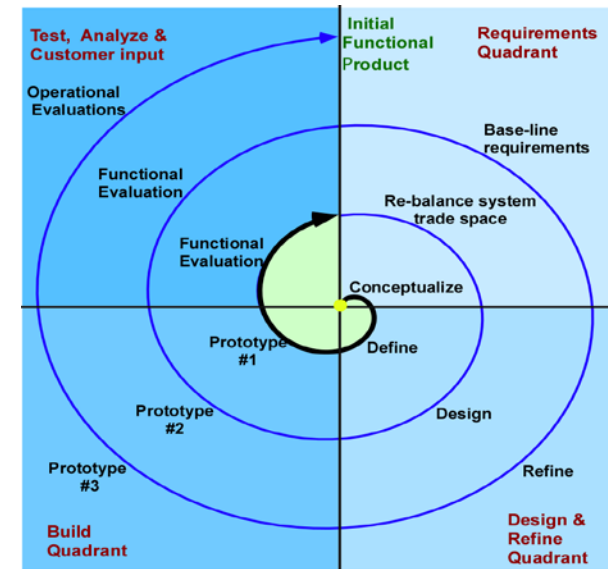 Test, Analyze &
Customer input
Initial
Functional
Product
Requirements
Quadrant
Operational
Evaluations
Base-line
requirements
Functional
Evaluation
Re-balance system
trade space
Functional
Evaluation
Conceptualize
Prototype
#1
Define
Prototype
#2
Design
Prototype
#3
Refine
Build
Quadrant
Design &
Refine
Quadrant